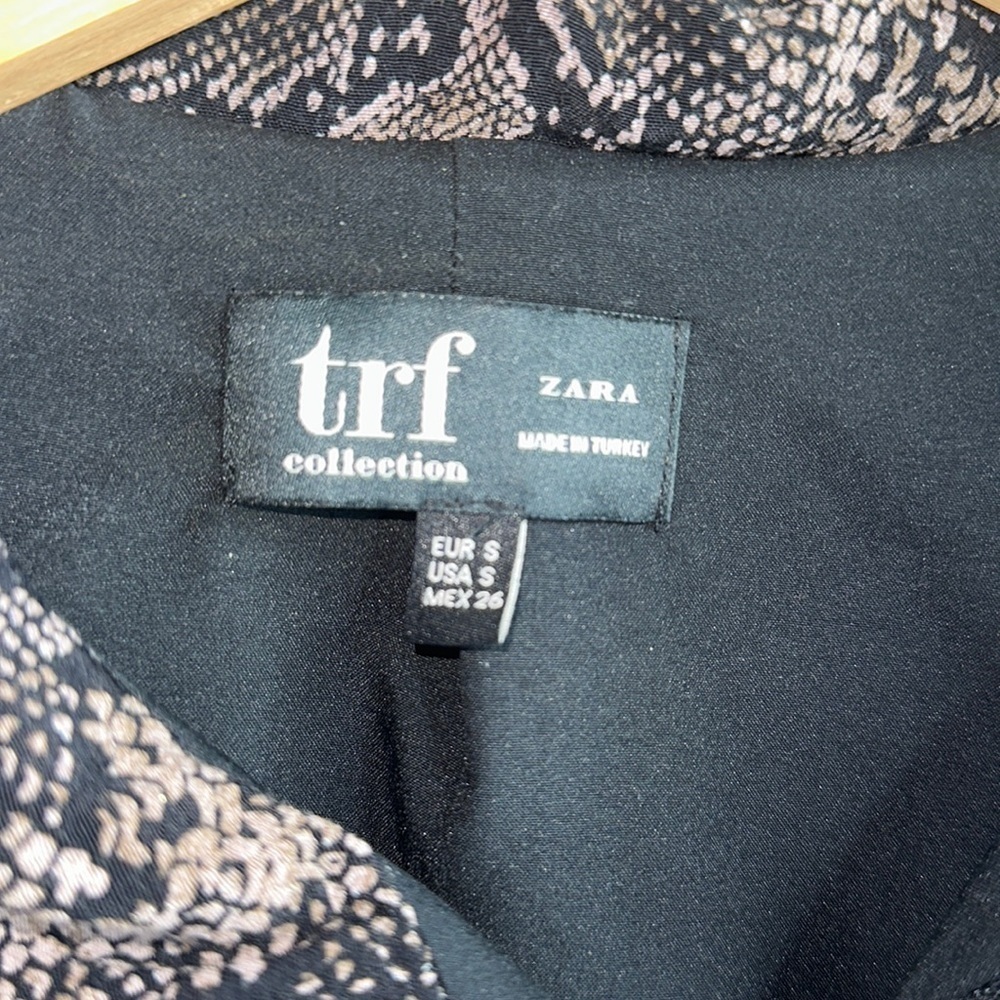 trf
collection
ZARA
MADE IN TURKEY
EUR S
USA S
MEX 26